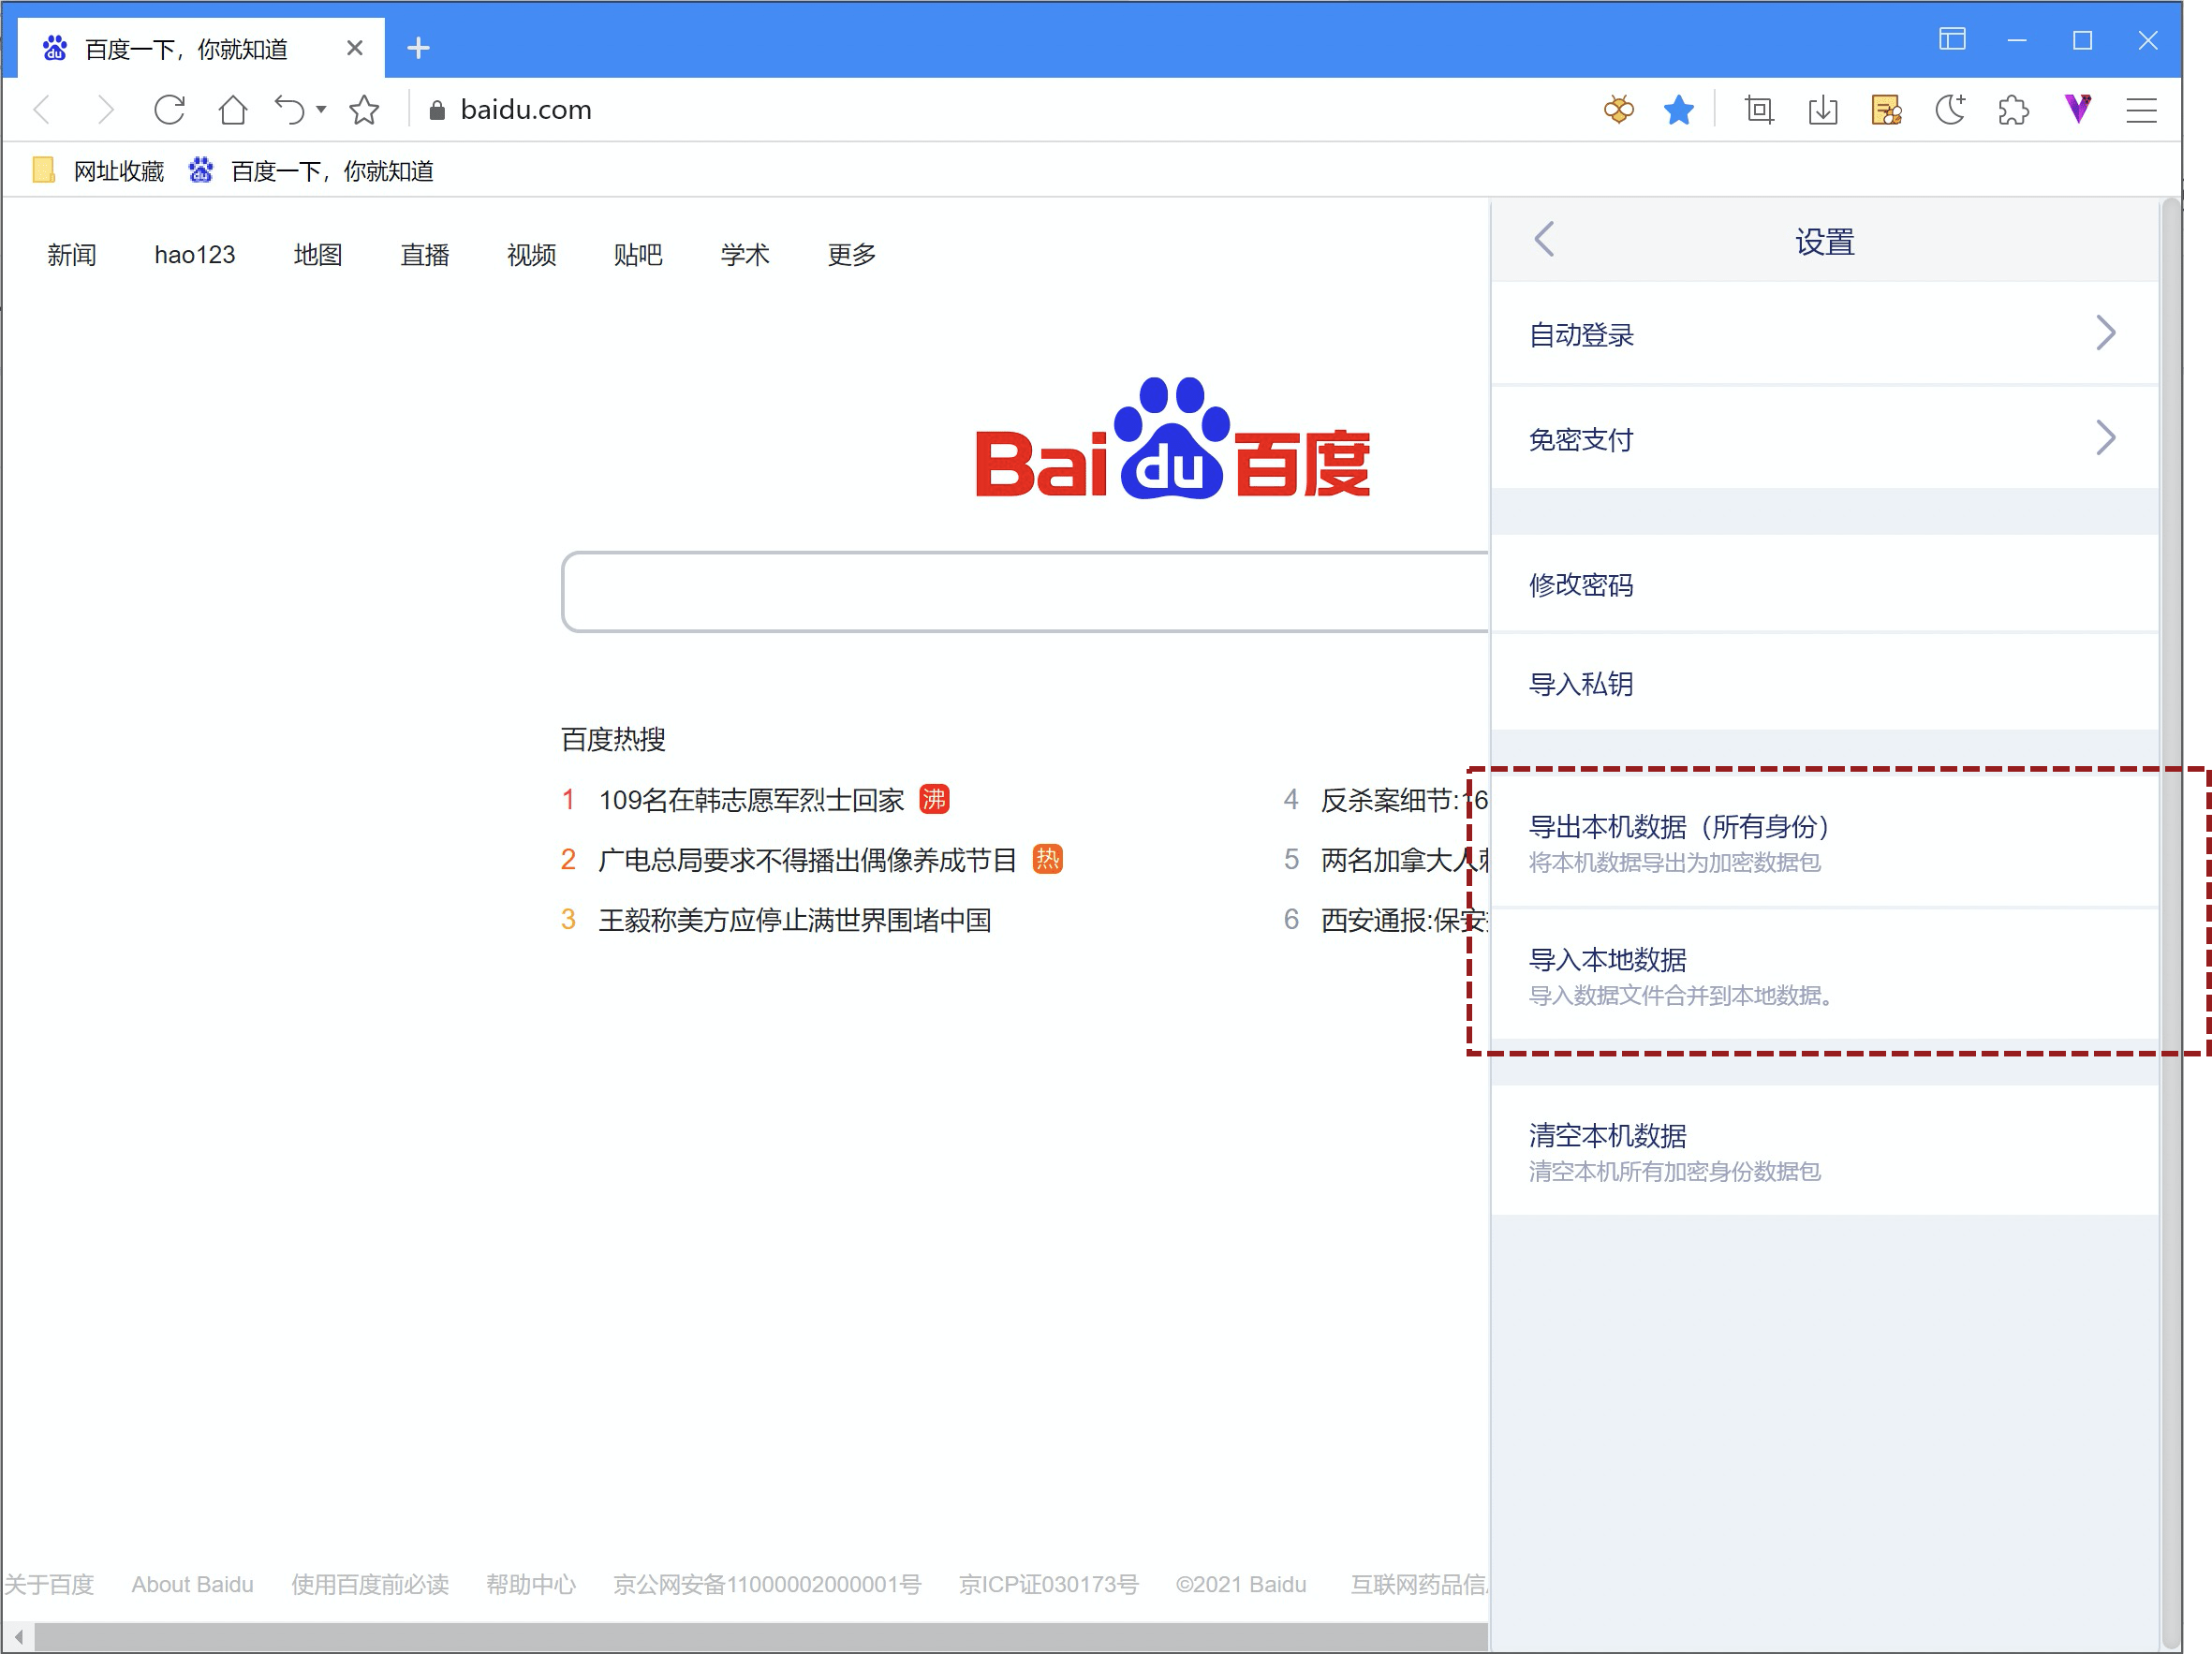 百度一下，你就知道
baidu.com
网址收藏 百度一下，你就知道
新闻 hao123 地图 直播 视频 贴吧 学术 更多
Bai du 百度
百度热搜
1 109名在韩志愿军烈士回家 沸
2 广电总局要求不得播出偶像养成节目 热
3 王毅称美方应停止满世界围堵中国
4 反杀案细节:16
5 两名加拿大人
6 西安通报:保安
关于百度 About Baidu 使用百度前必读 帮助中心 京公网安备11000002000001号 京ICP证030173号 ©2021 Baidu 互联网药品信
设置
自动登录
免密支付
修改密码
导入私钥
导出本机数据（所有身份）
将本机数据导出为加密数据包
导入本地数据
导入数据文件合并到本地数据。
清空本机数据
清空本机所有加密身份数据包